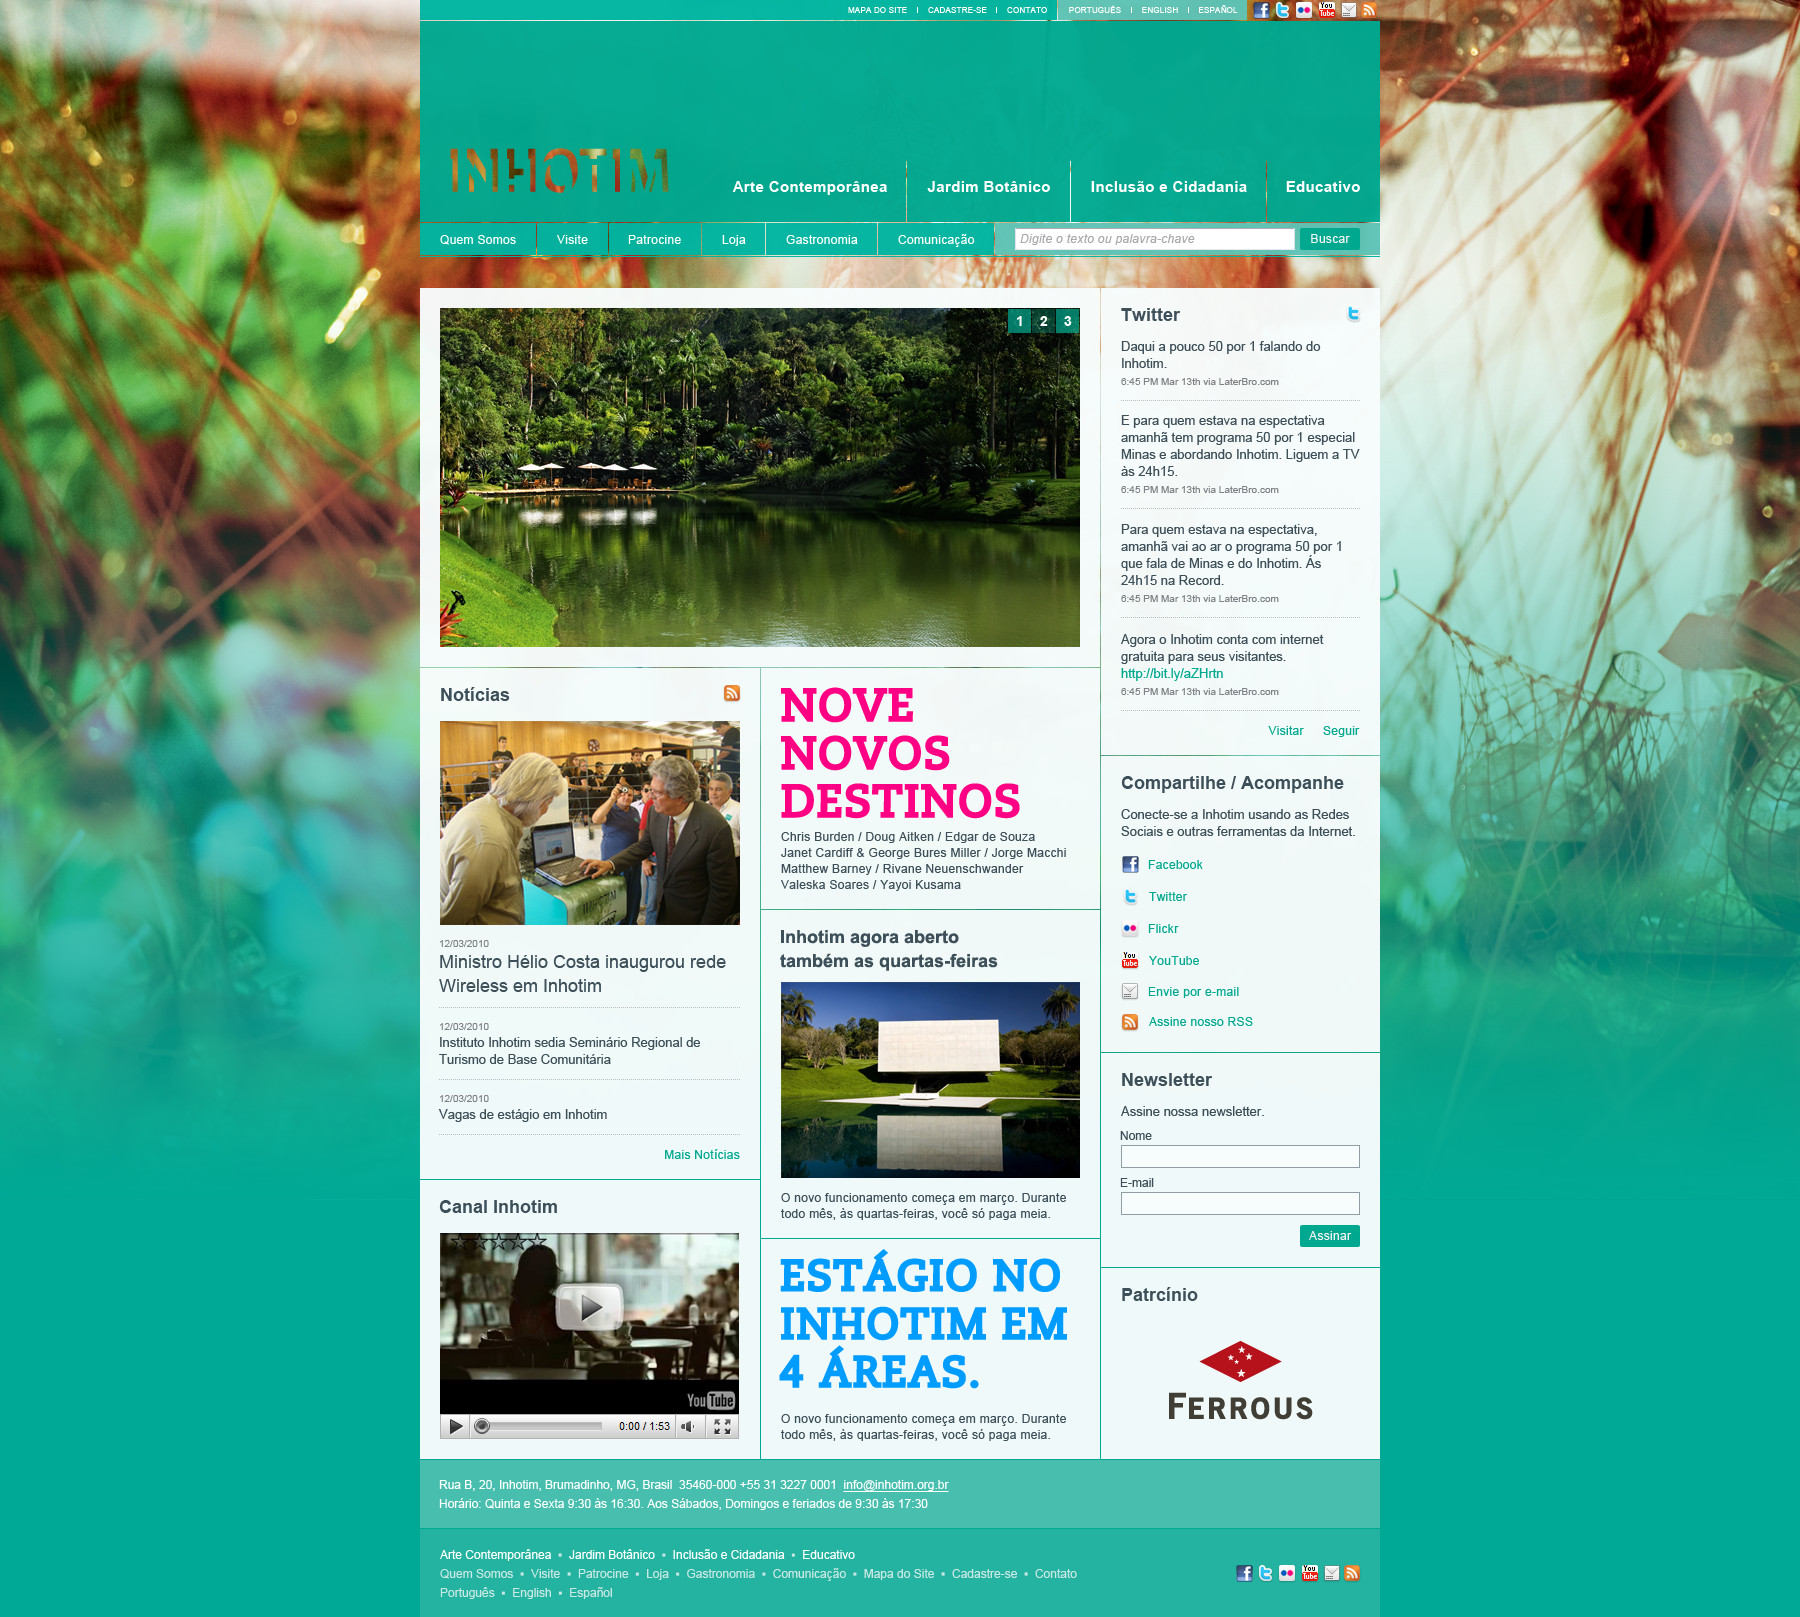 MAPA DO SITE | CADASTRE-SE | CONTATO PORTUGUÊS | ENGLISH | ESPAÑOL You Tube
INHOTIM
Arte Contemporânea Jardim Botânico Inclusão e Cidadania Educativo
Quem Somos Visite Patrocine Loja Gastronomia Comunicação Digite o texto ou palavra-chave Buscar
1 2 3
Notícias
12/03/2010
Ministro Hélio Costa inaugurou rede
Wireless em Inhotim
12/03/2010
Instituto Inhotim sedia Seminário Regional de
Turismo de Base Comunitária
12/03/2010
Vagas de estágio em Inhotim
Mais Notícias
Canal Inhotim
YouTube
0:00 / 1:53
NOVE
NOVOS
DESTINOS
Chris Burden / Doug Aitken / Edgar de Souza
Janet Cardiff & George Bures Miller / Jorge Macchi
Matthew Barney / Rivane Neuenschwander
Valeska Soares / Yayoi Kusama
Inhotim agora aberto
também as quartas-feiras
O novo funcionamento começa em março. Durante
todo mês, às quartas-feiras, você só paga meia.
ESTÁGIO NO
INHOTIM EM
4 ÁREAS.
O novo funcionamento começa em março. Durante
todo mês, às quartas-feiras, você só paga meia.
Twitter
Daqui a pouco 50 por 1 falando do
Inhotim.
6:45 PM Mar 13th via LaterBro.com
E para quem estava na espectativa
amanhã tem programa 50 por 1 especial
Minas e abordando Inhotim. Liguem a TV
às 24h15.
6:45 PM Mar 13th via LaterBro.com
Para quem estava na espectativa,
amanhã vai ao ar o programa 50 por 1
que fala de Minas e do Inhotim. Ás
24h15 na Record.
6:45 PM Mar 13th via LaterBro.com
Agora o Inhotim conta com internet
gratuita para seus visitantes.
http://bit.ly/aZHrtn
6:45 PM Mar 13th via LaterBro.com
Visitar Seguir
Compartilhe / Acompanhe
Conecte-se a Inhotim usando as Redes
Sociais e outras ferramentas da Internet.
Facebook
Twitter
Flickr
You Tube YouTube
Envie por e-mail
Assine nosso RSS
Newsletter
Assine nossa newsletter.
Nome
E-mail
Assinar
Patrcínio
FERROUS
Rua B, 20, Inhotim, Brumadinho, MG, Brasil 35460-000 +55 31 3227 0001 info@inhotim.org.br
Horário: Quinta e Sexta 9:30 às 16:30. Aos Sábados, Domingos e feriados de 9:30 às 17:30
Arte Contemporânea • Jardim Botânico • Inclusão e Cidadania • Educativo
Quem Somos • Visite • Patrocine • Loja • Gastronomia • Comunicação • Mapa do Site • Cadastre-se • Contato
Português • English • Español
You Tube